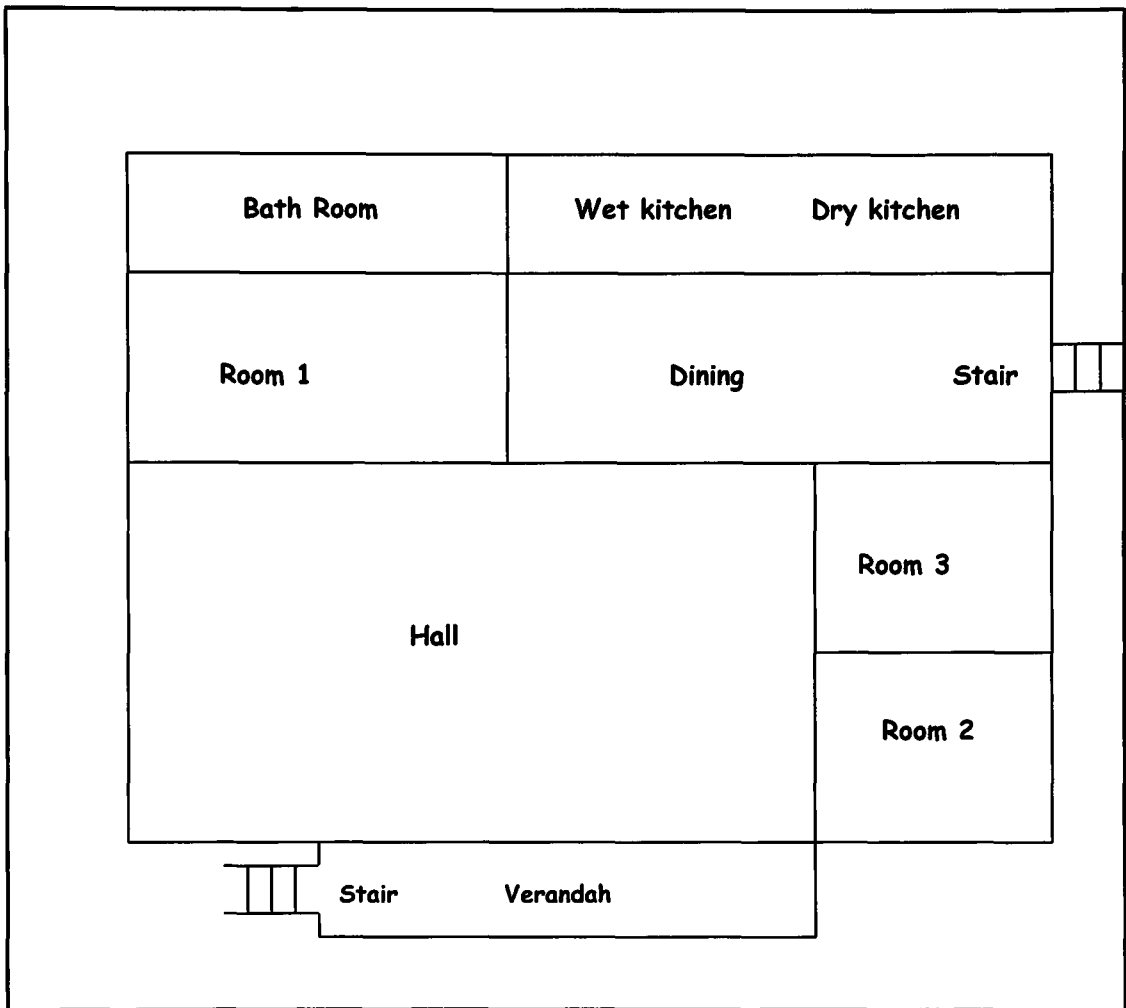 Bath Room
Wet kitchen
Dry kitchen
Room 1
Dining
Stair
Room 3
Hall
Room 2
Stair
Verandah